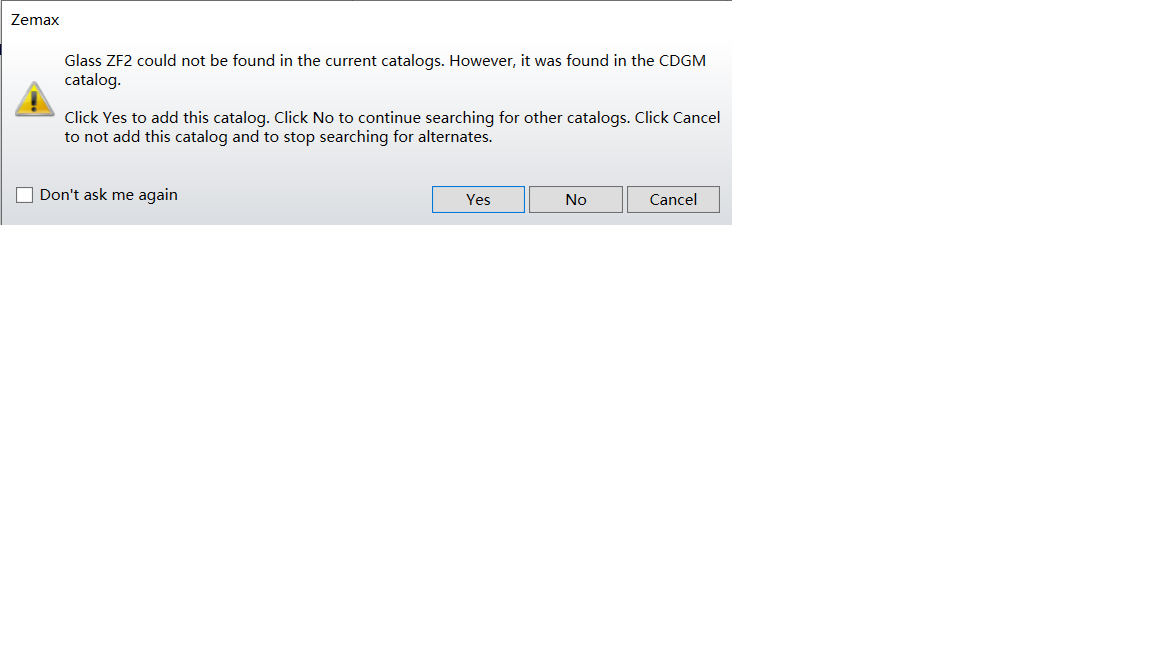 Zemax
Glass ZF2 could not be found in the current catalogs. However, it was found in the CDGM
catalog.
Click Yes to add this catalog. Click No to continue searching for other catalogs. Click Cancel
to not add this catalog and to stop searching for alternates.
Don't ask me again
Yes
No
Cancel